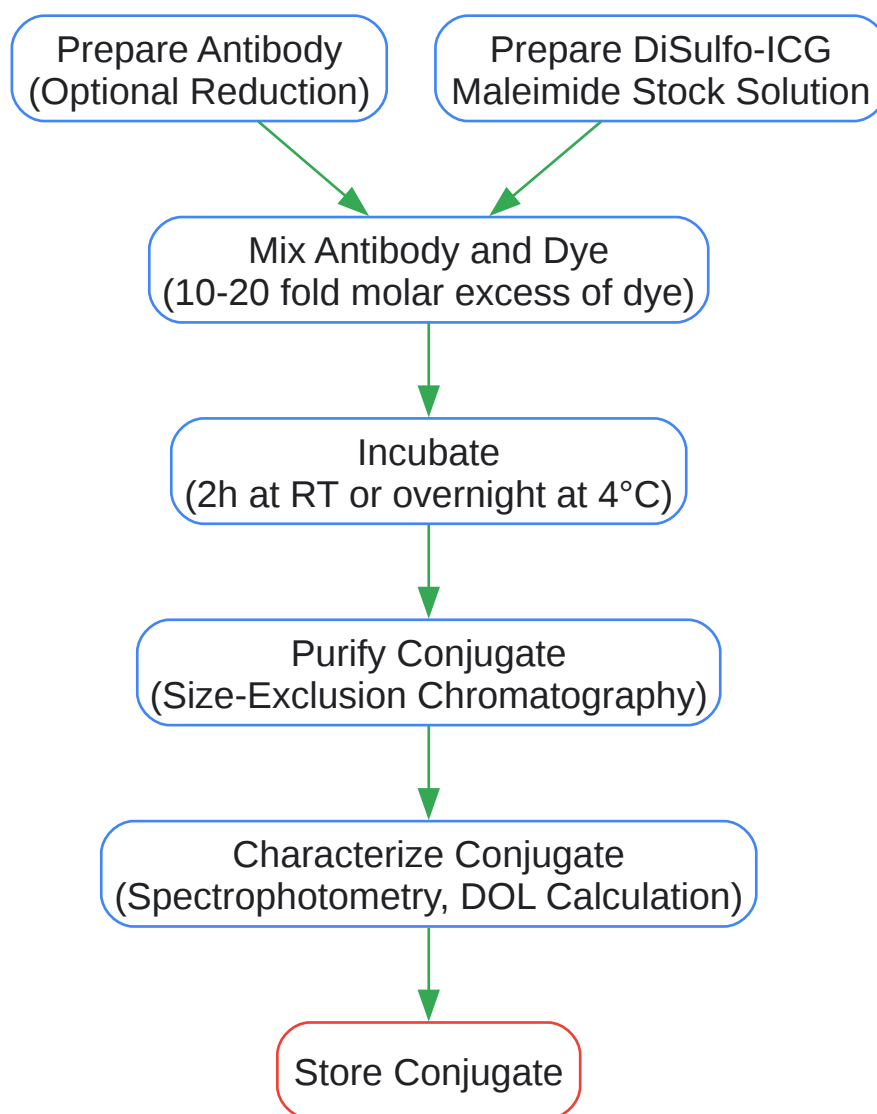 Prepare Antibody
(Optional Reduction)
Prepare DiSulfo-ICG
Maleimide Stock Solution
Mix Antibody and Dye
(10-20 fold molar excess of dye)
Incubate
(2h at RT or overnight at 4°C)
Purify Conjugate
(Size-Exclusion Chromatography)
Characterize Conjugate
(Spectrophotometry, DOL Calculation)
Store Conjugate